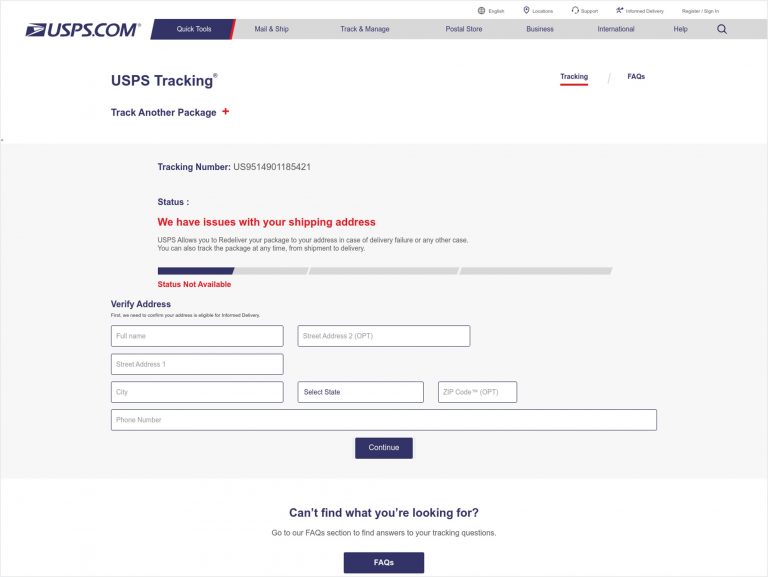 English Locations Support Informed Delivery Register / Sign In
USPS.COM® Quick Tools Mail & Ship Track & Manage Postal Store Business International Help
USPS Tracking® Tracking FAQs
Track Another Package +
Tracking Number: US9514901185421
Status :
We have issues with your shipping address
USPS Allows you to Redeliver your package to your address in case of delivery failure or any other case.
You can also track the package at any time, from shipment to delivery.
Status Not Available
Verify Address
First, we need to confirm your address is eligible for Informed Delivery.
Full name Street Address 2 (OPT)
Street Address 1
City Select State ZIP Code™ (OPT)
Phone Number
Continue
Can't find what you're looking for?
Go to our FAQs section to find answers to your tracking questions.
FAQs